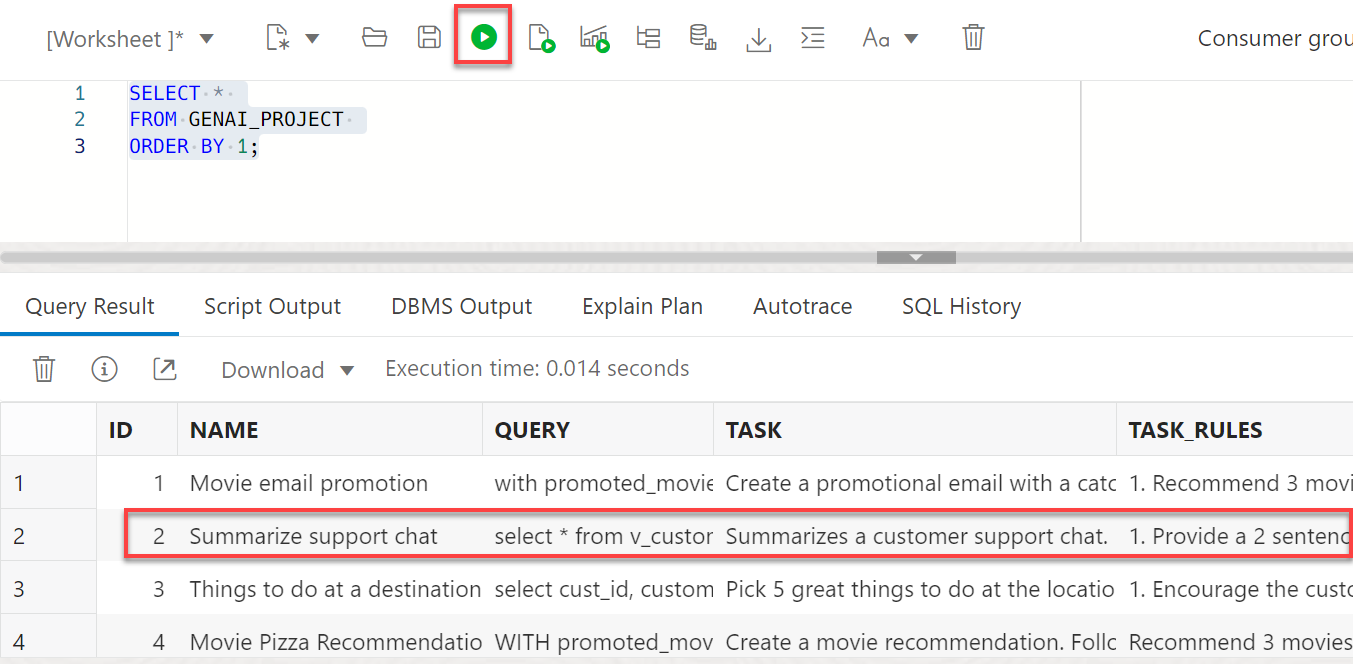 [Worksheet ]* Aa Consumer grou
1 SELECT *
2 FROM GENAI_PROJECT
3 ORDER BY 1;
Query Result Script Output DBMS Output Explain Plan Autotrace SQL History
Download Execution time: 0.014 seconds
ID NAME QUERY TASK TASK_RULES
1 1 Movie email promotion with promoted_movie Create a promotional email with a catc 1. Recommend 3 movi
2 2 Summarize support chat select * from v_custor Summarizes a customer support chat. 1. Provide a 2 sentenc
3 3 Things to do at a destination select cust_id, custom Pick 5 great things to do at the locatio 1. Encourage the custo
4 4 Movie Pizza Recommendatio WITH promoted_mov Create a movie recommendation. Follc Recommend 3 movies